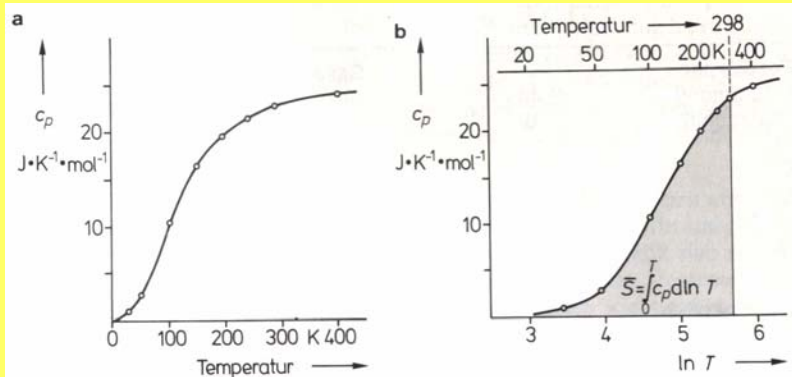 a
c_p
J•K⁻¹•mol⁻¹
20
10
0 100 200 300 K 400
Temperatur
b
Temperatur 298
20 50 100 200 K 400
c_p
J•K⁻¹•mol⁻¹
20
10
S̅=∫₀ᵀ c_p d ln T
3 4 5 6
ln T